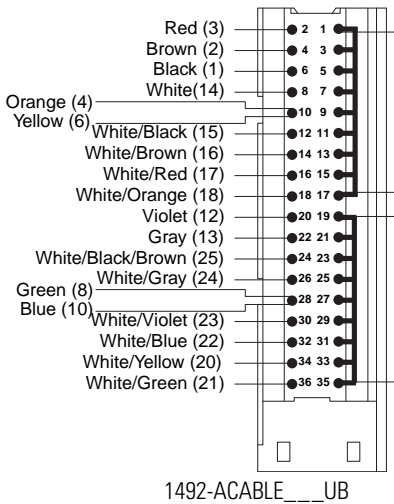 Red (3) 2 1
Brown (2) 4 3
Black (1) 6 5
White(14) 8 7
Orange (4) 10 9
Yellow (6)
White/Black (15) 12 11
White/Brown (16) 14 13
White/Red (17) 16 15
White/Orange (18) 18 17
Violet (12) 20 19
Gray (13) 22 21
White/Black/Brown (25) 24 23
White/Gray (24) 26 25
Green (8) 28 27
Blue (10)
White/Violet (23) 30 29
White/Blue (22) 32 31
White/Yellow (20) 34 33
White/Green (21) 36 35
1492-ACABLE___UB